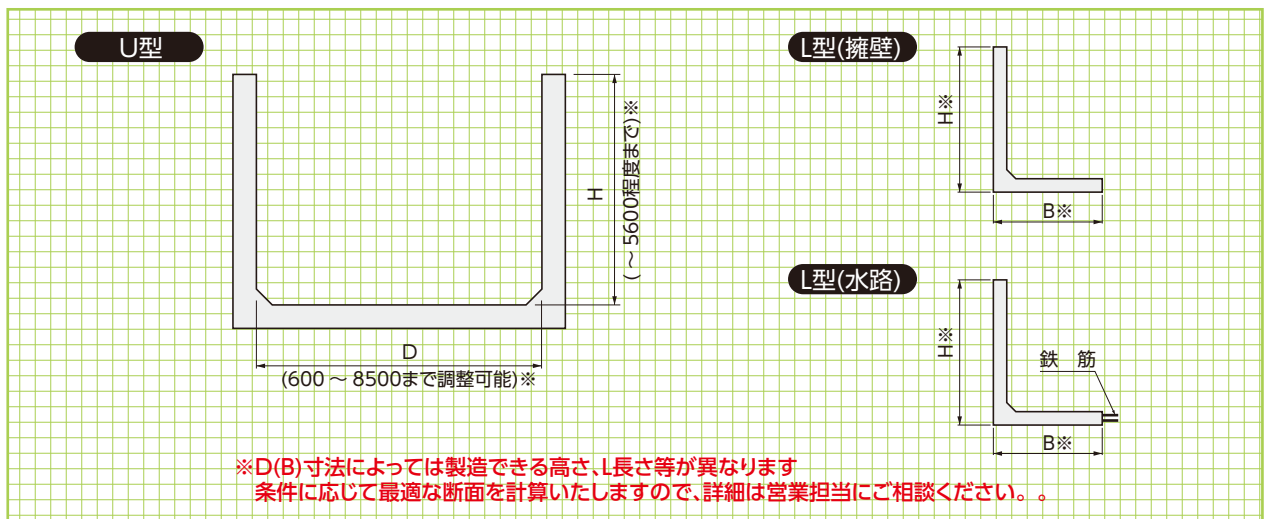 U型
H
(～5600程度まで)※
D
(600～8500まで調整可能)※
L型(擁壁)
H※
B※
L型(水路)
H※
鉄　筋
B※
※D(B)寸法によっては製造できる高さ、L長さ等が異なります
条件に応じて最適な断面を計算いたしますので、詳細は営業担当にご相談ください。。